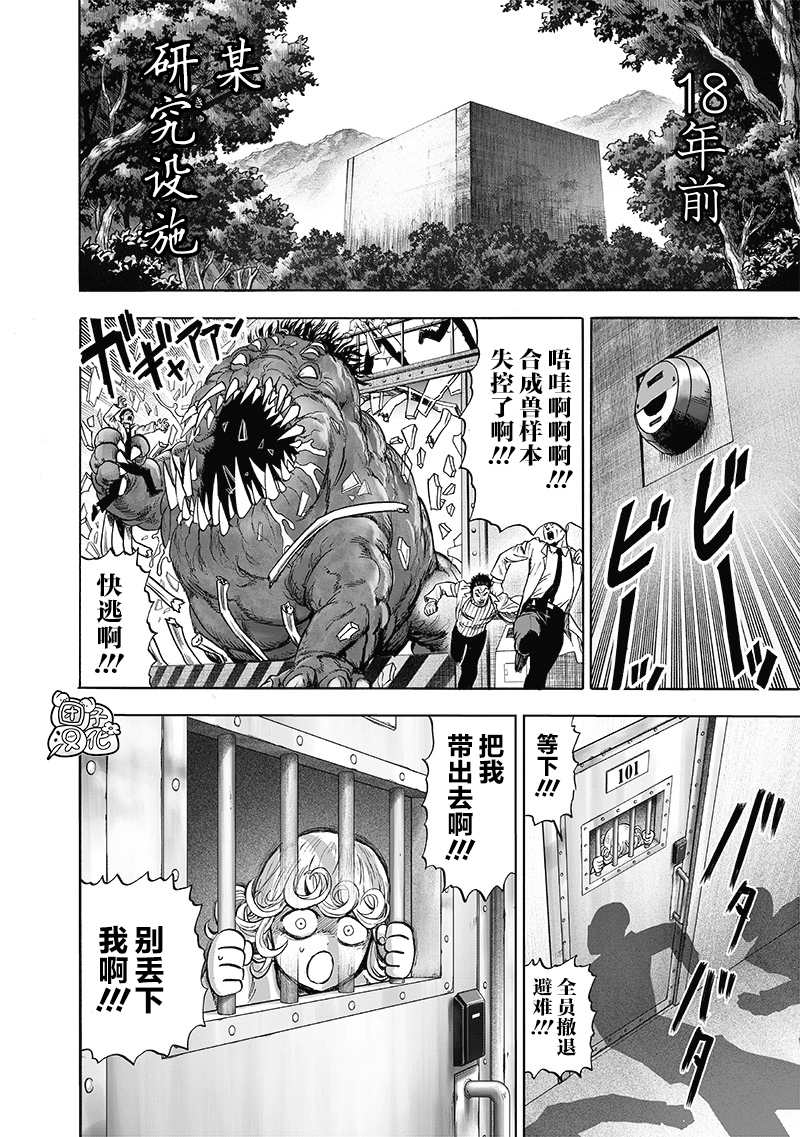 18年前
某
研究设施
きゅ
ビーッ
ビーッ
唔哇啊啊啊!!!
合成兽样本
失控了啊!!!
ガギャアアン
快逃啊!!!
等下!!!
101
バタ
バタ
全员撤退
避难!!!
把我
带出去啊!!!
别丢下
我啊!!!
团子
汉化